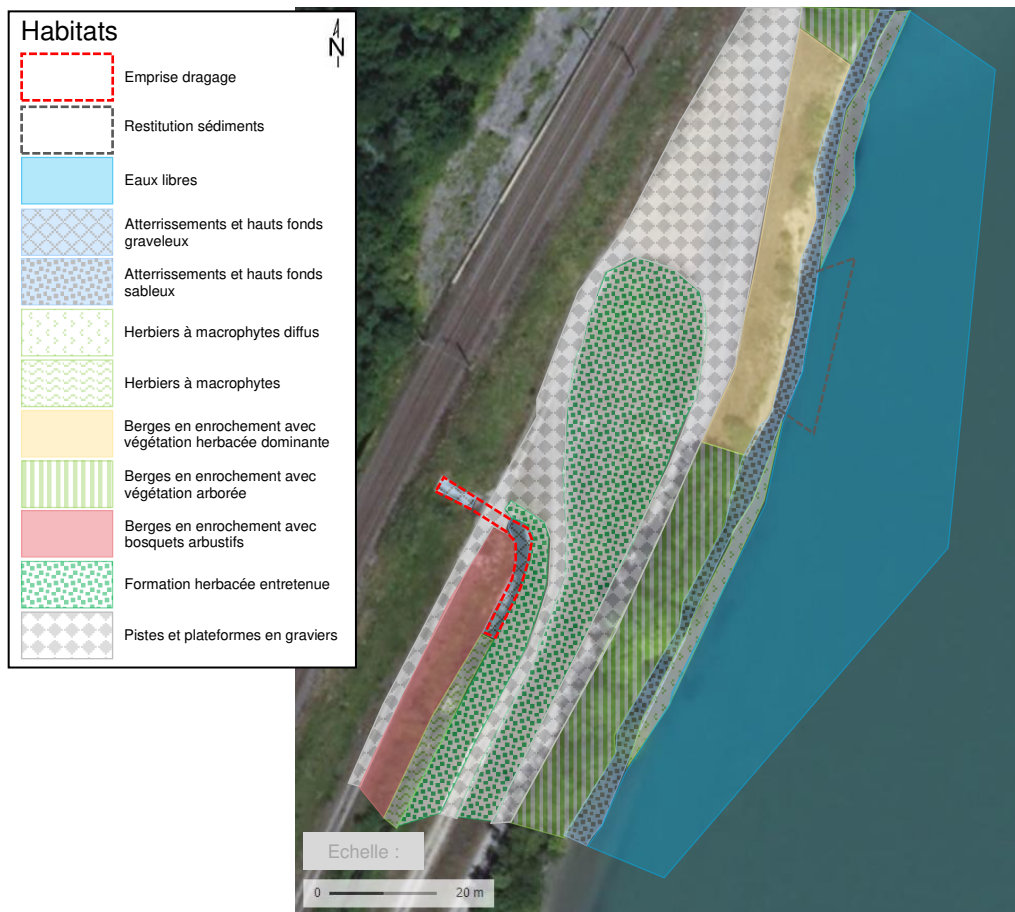 Habitats
N
Emprise dragage
Restitution sédiments
Eaux libres
Atterrissements et hauts fonds
graveleux
Atterrissements et hauts fonds
sableux
Herbiers à macrophytes diffus
Herbiers à macrophytes
Berges en enrochement avec
végétation herbacée dominante
Berges en enrochement avec
végétation arborée
Berges en enrochement avec
bosquets arbustifs
Formation herbacée entretenue
Pistes et plateformes en graviers
Echelle :
0 20 m